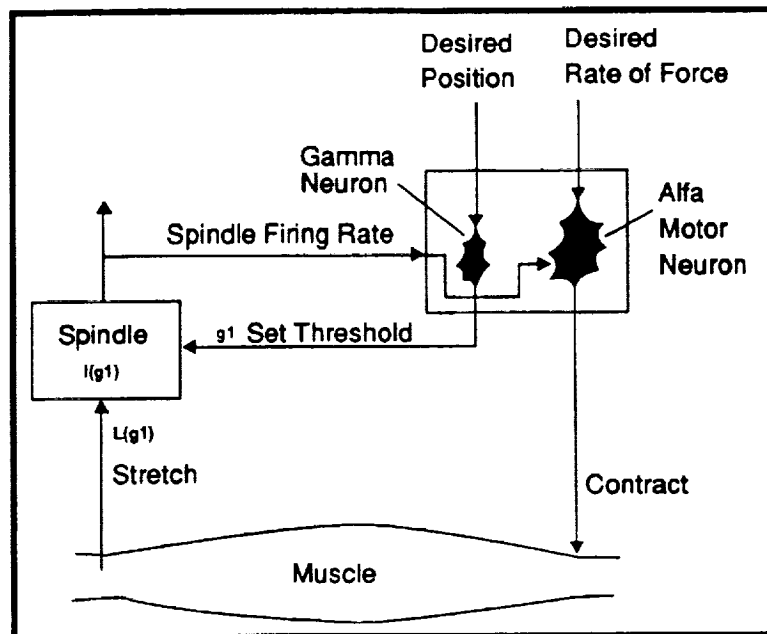 Desired
Position
Desired
Rate of Force
Gamma
Neuron
Alfa
Motor
Neuron
Spindle Firing Rate
Spindle
l(g1)
g1 Set Threshold
L(g1)
Stretch
Contract
Muscle